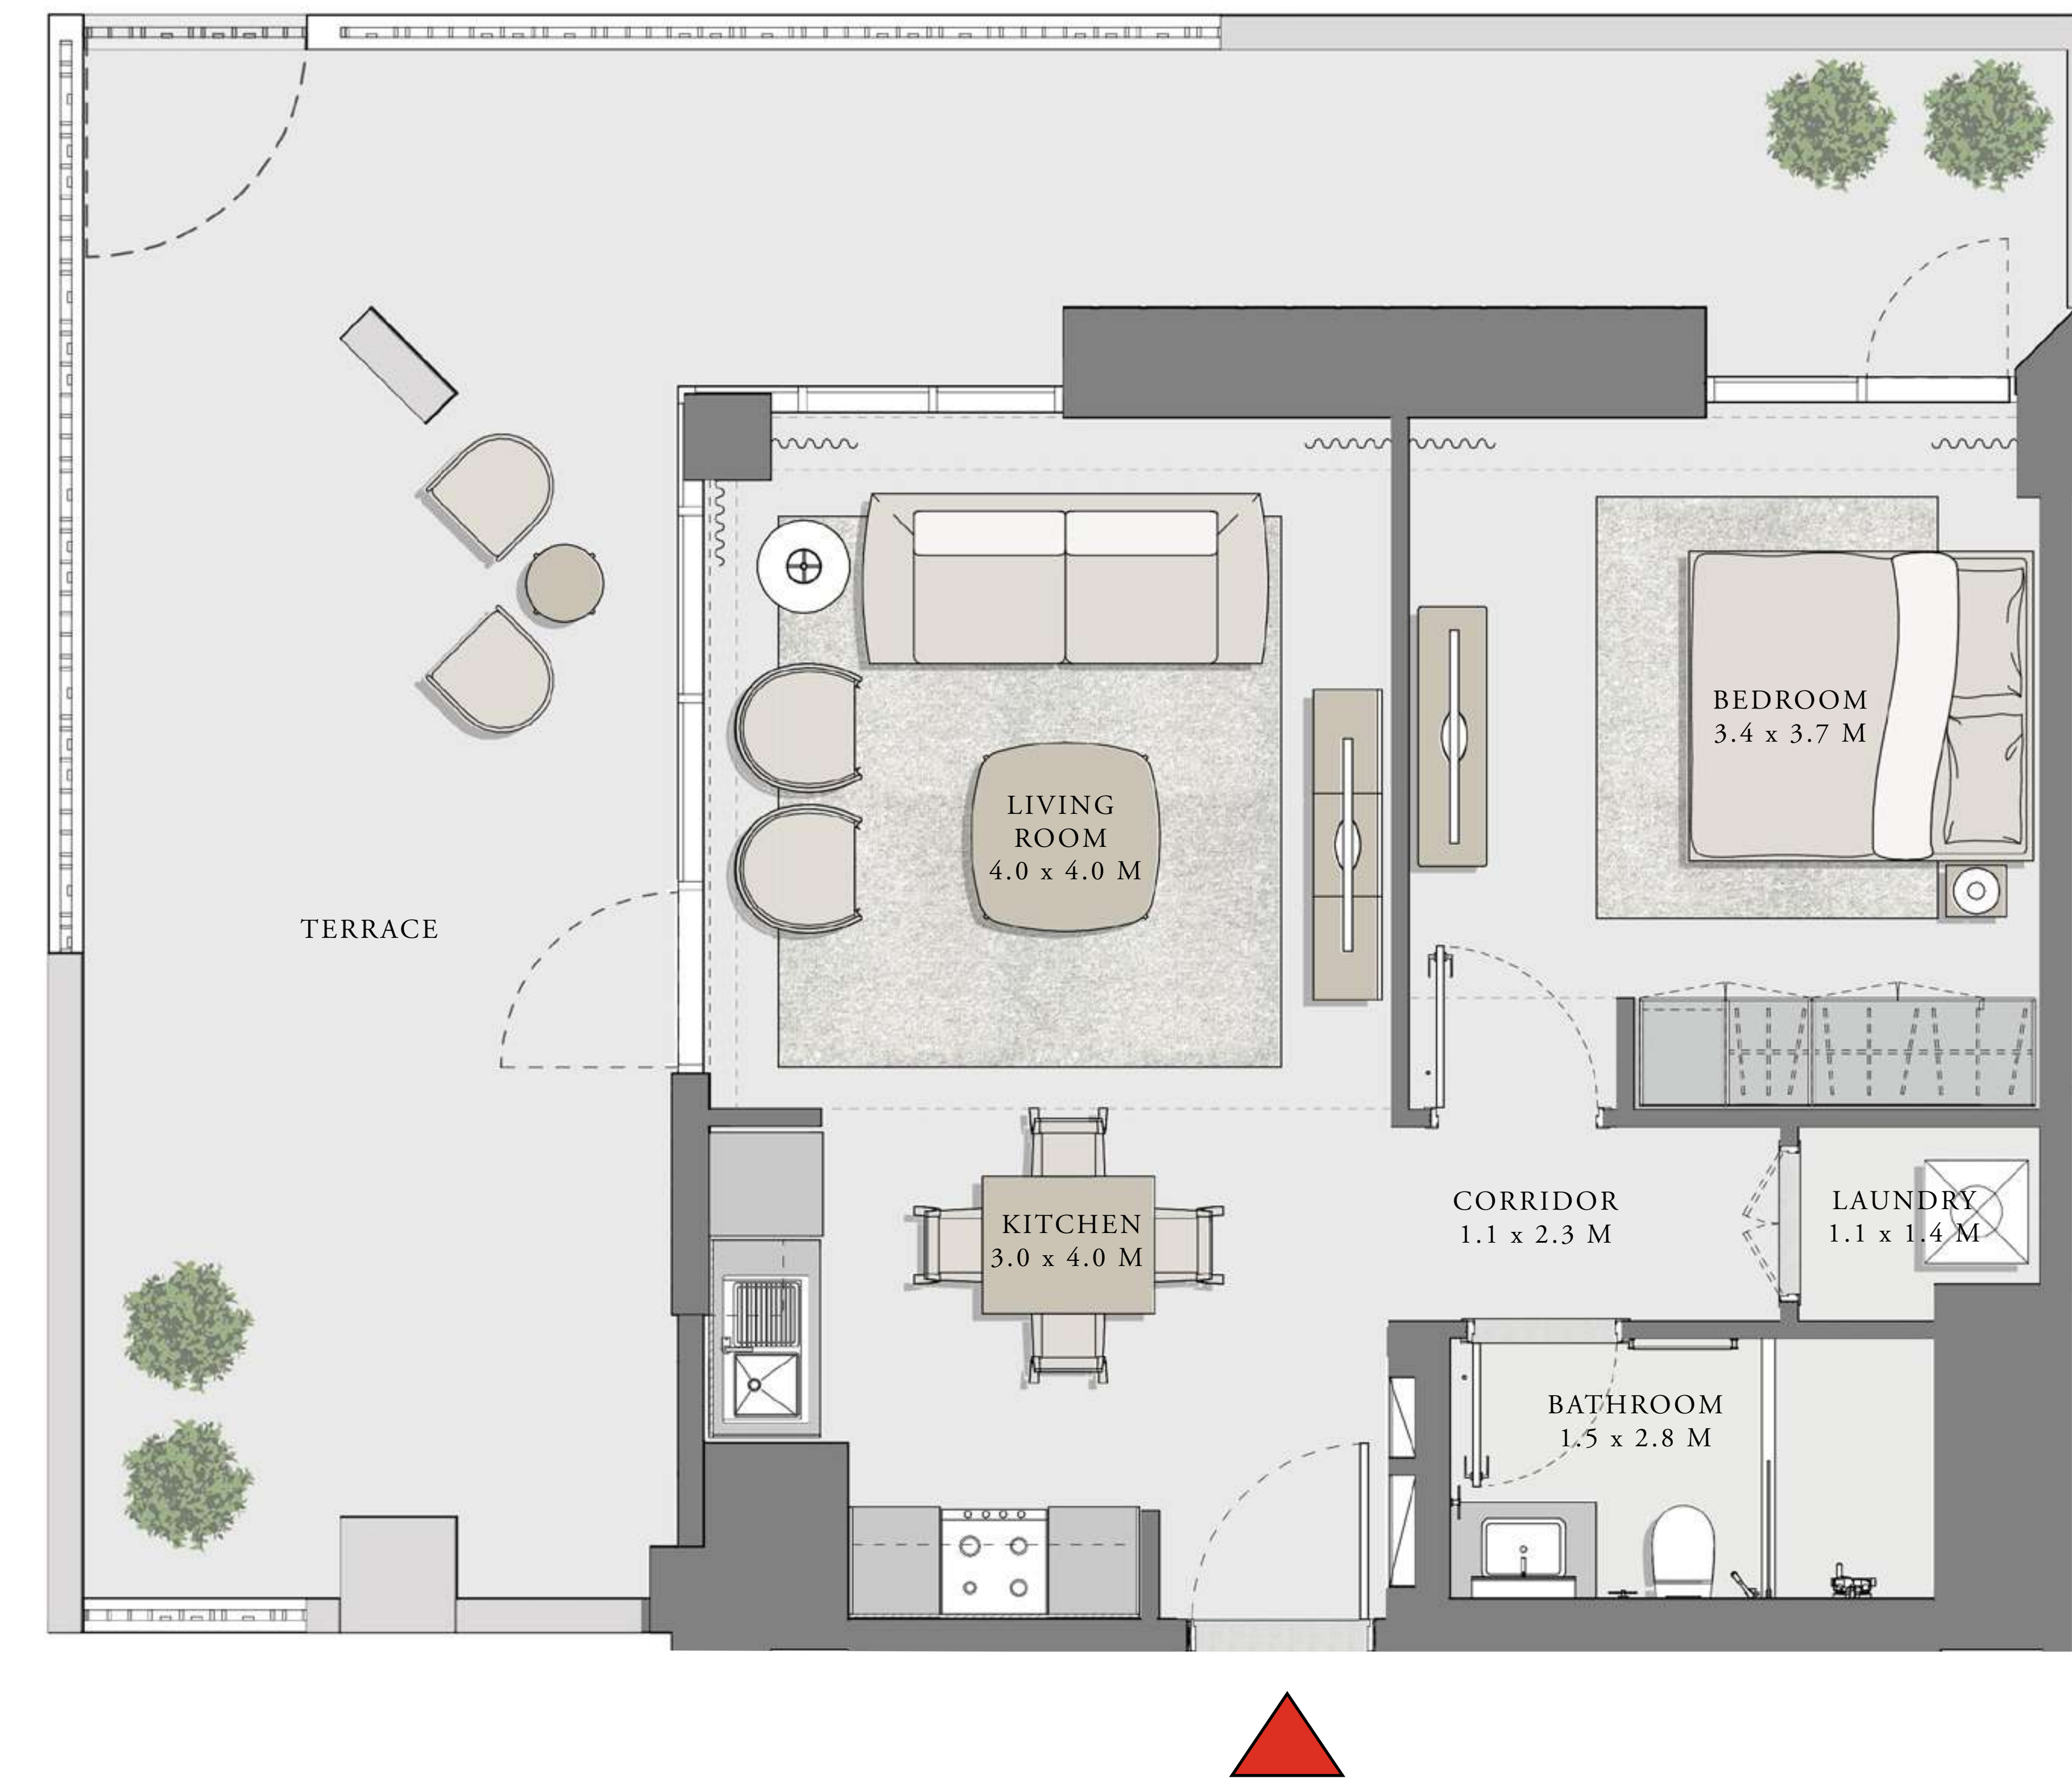 BEDROOM
3.4 x 3.7 M
LIVING
ROOM
4.0 x 4.0 M
TERRACE
CORRIDOR
1.1 x 2.3 M
LAUNDRY
1.1 x 1.4 M
KITCHEN
3.0 x 4.0 M
BATHROOM
1.5 x 2.8 M